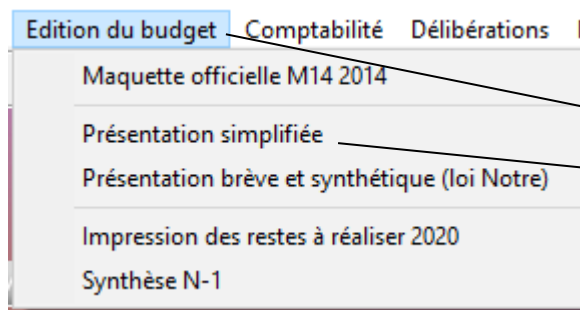 Edition du budget Comptabilité Délibérations
Maquette officielle M14 2014
Présentation simplifiée
Présentation brève et synthétique (loi Notre)
Impression des restes à réaliser 2020
Synthèse N-1